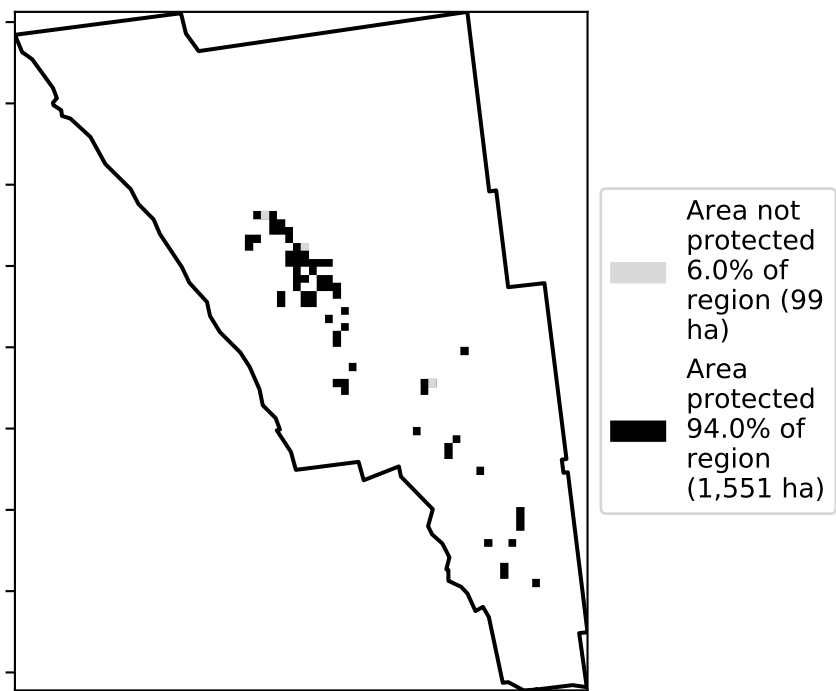 Area not
protected
6.0% of
region (99
ha)
Area
protected
94.0% of
region
(1,551 ha)